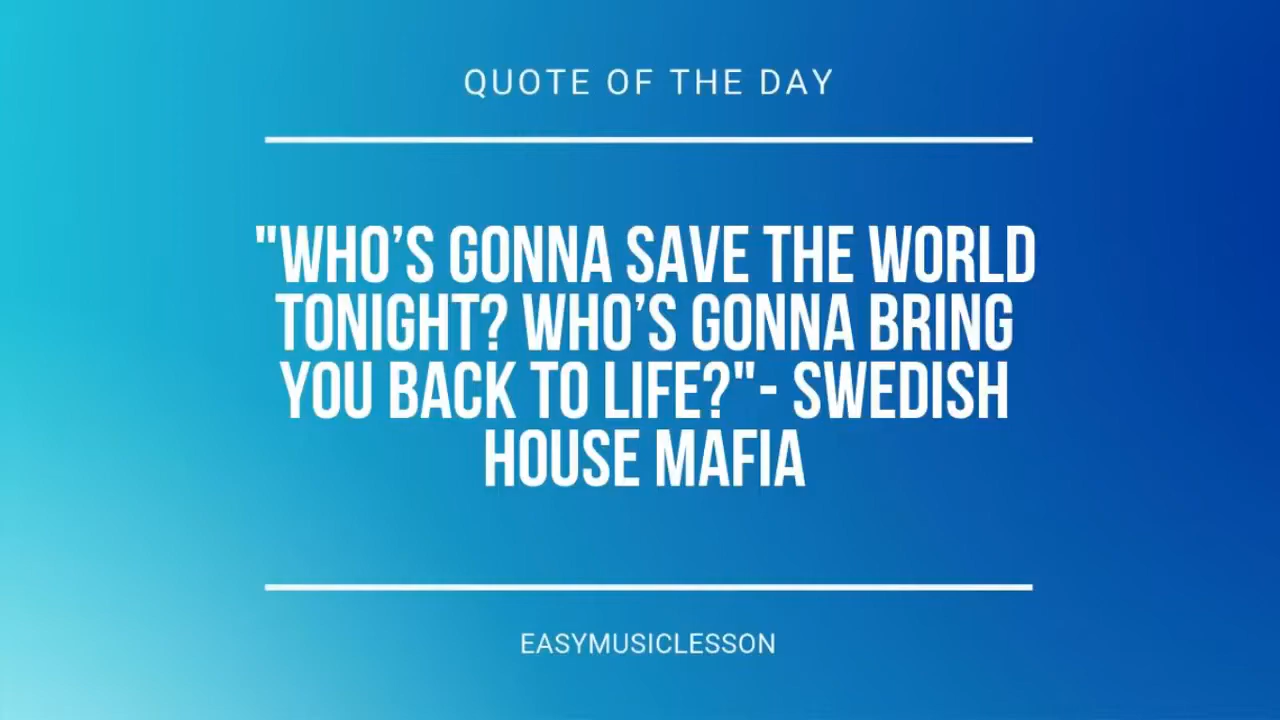 QUOTE OF THE DAY
"WHO’S GONNA SAVE THE WORLD
TONIGHT? WHO’S GONNA BRING
YOU BACK TO LIFE?"- SWEDISH
HOUSE MAFIA
EASYMUSICLESSON